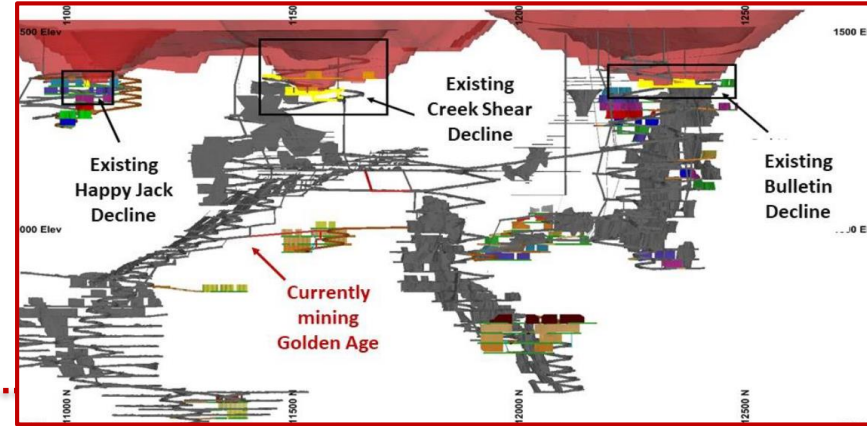 1100
1150
1200
1250
500 Elev
1500 E
Existing
Creek Shear
Decline
Existing
Happy Jack
Decline
Existing
Bulletin
Decline
000 Elev
Currently
mining
Golden Age
11000 N
11500 N
12000 N
12500 N